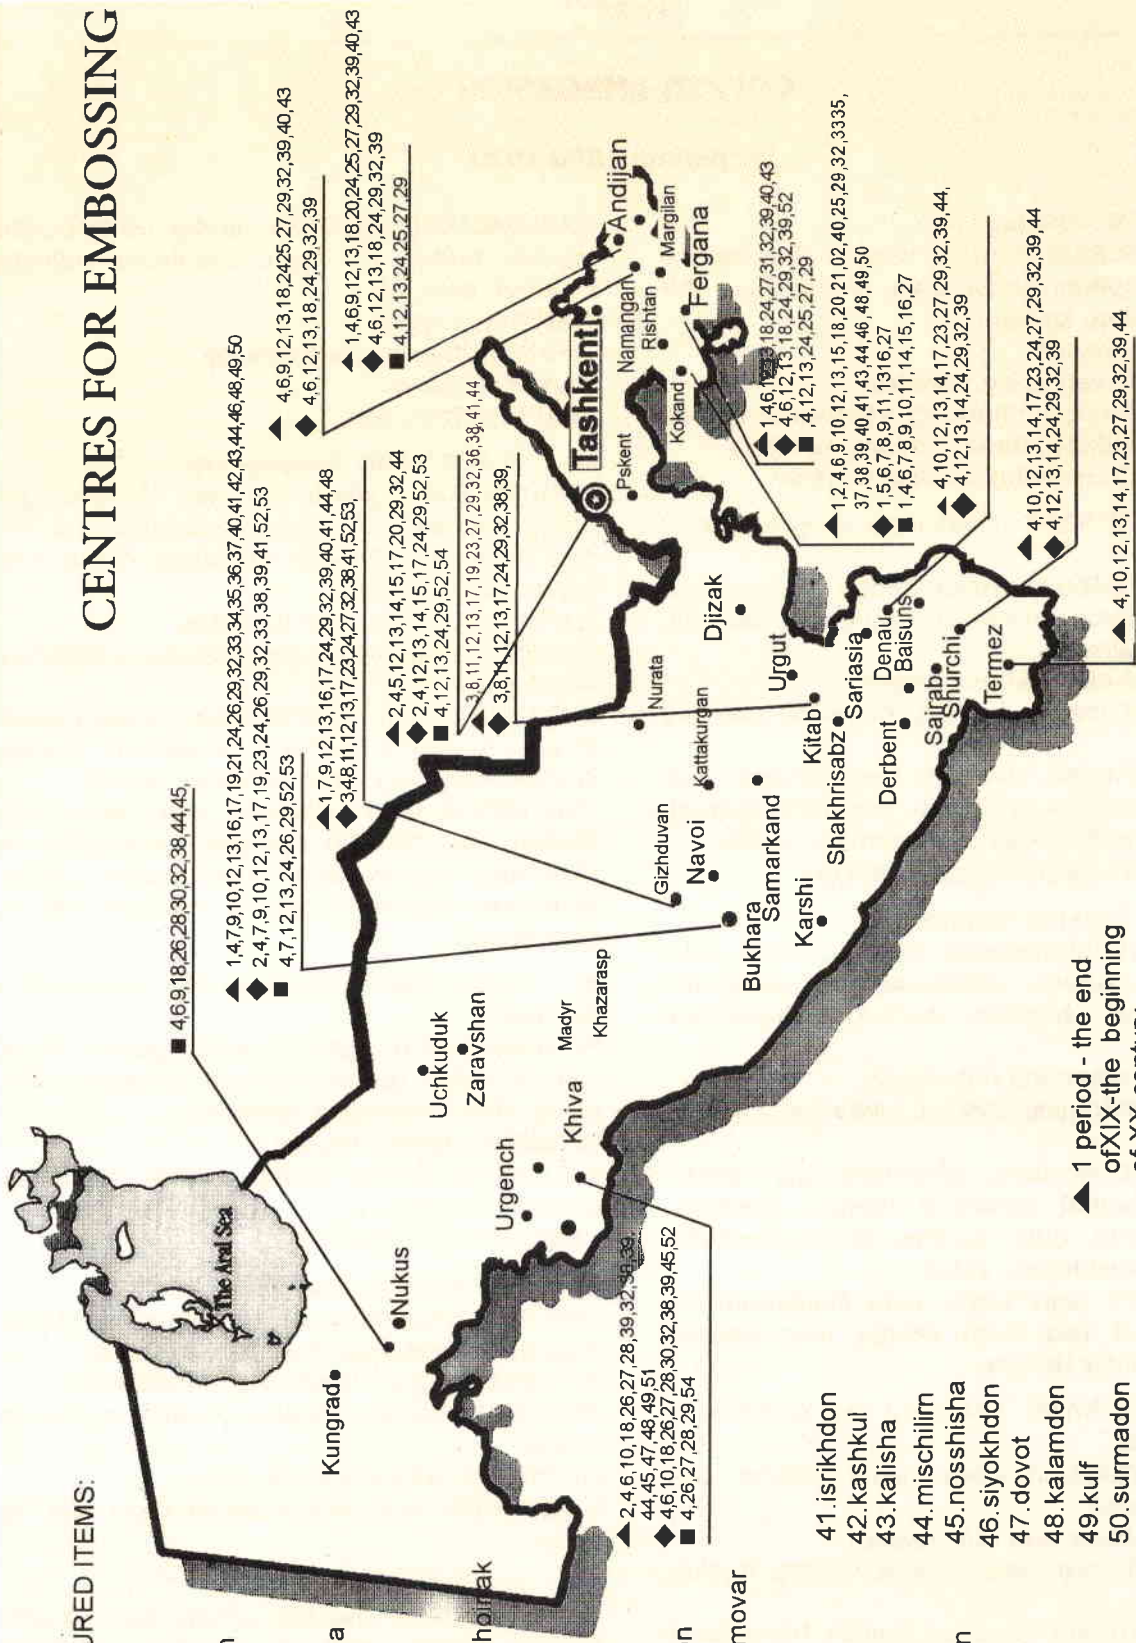 CENTRES FOR EMBOSSING
URED ITEMS:
■ 4,6,9,18,26,28,30,32,38,44,45,
▲ 1,4,7,9,10,12,13,16,17,19,21,24,26,29,32,33,34,35,36,37,40,41,42,43,44,46,48,49,50
◆ 2,4,7,9,10,12,13,17,19,23,24,26,29,32,33,38,39,41,52,53
■ 4,7,12,13,24,26,29,52,53
▲ 1,7,9,12,13,16,17,24,29,32,39,40,41,44,48
◆ 3,4,8,11,12,13,17,23,24,27,32,38,41,52,53,
▲ 2,4,5,12,13,14,15,17,20,29,32,44
◆ 2,4,12,13,14,15,17,24,29,52,53
■ 4,12,13,24,29,52,54
▲ 3,8,11,12,13,17,19,23,27,29,32,36,38,41,44
◆ 3,8,11,12,13,17,24,29,32,38,39,
▲ 4,6,9,12,13,18,2425,27,29,32,39,40,43
◆ 4,6,12,13,18,24,29,32,39
▲ 1,4,6,9,12,13,18,20,24,25,27,29,32,39,40,43
◆ 4,6,12,13,18,24,29,32,39
■ 4,12,13,24,25,27,29
The Aral Sea
Kungrad
Nukus
Urgench
Khiva
Uchkuduk
Zaravshan
Madyr
Khazarasp
Bukhara
Gizhduvan
Navoi
Samarkand
Karshi
Kattakurgan
Nurata
Djizak
Urgut
Kitab
Shakhrisabz
Sariasia
Derbent
Denau
Baisuns
Sairabe
Shurchi
Termez
Tashkent
Pskent
Kokand
Namangan
Rishtan
Margilan
Andijan
Fergana
▲ 1,4,6,12,13,18,24,27,31,32,39,40,43
◆ 4,6,12,13,18,24,29,32,39,52
■ 4,12,13,24,25,27,29
▲ 1,2,4,6,9,10,12,13,15,18,20,21,02,40,25,29,32,3335,
37,38,39,40,41,43,44,46,48,49,50
◆ 1,5,6,7,8,9,11,1316,27
■ 1,4,6,7,8,9,10,11,14,15,16,27
▲ 4,10,12,13,14,17,23,27,29,32,39,44,
◆ 4,12,13,14,24,29,32,39
▲ 4,10,12,13,14,17,23,24,27,29,32,39,44
◆ 4,12,13,14,24,29,32,39
▲ 4,10,12,13,14,17,23,27,29,32,39,44
▲ 2,4,6,10,18,26,27,28,39,32,38,39,
44,45,47,48,49,51
◆ 4,6,10,18,26,27,28,30,32,38,39,45,52
■ 4,26,27,28,29,54
n
a
hoinak
n
movar
n
41.isrikhdon
42.kashkul
43.kalisha
44.mischilim
45.nosshisha
46.siyokhdon
47.dovot
48.kalamdon
49.kulf
50.surmadon
▲ 1 period - the end
ofXIX-the beginning